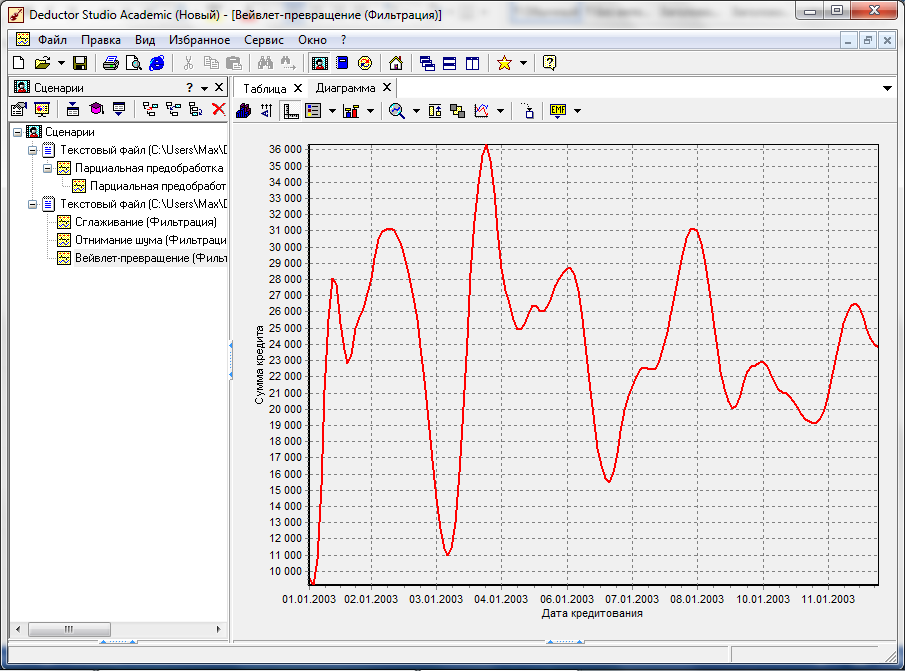 Deductor Studio Academic (Новый) - [Вейвлет-превращение (Фильтрация)]
Файл Правка Вид Избранное Сервис Окно ?
Сценарии
Таблица Диаграмма
EMF
Сценарии
Текстовый файл (C:\Users\Max\D
Парциальная предобработка
Парциальная предобработ
Текстовый файл (C:\Users\Max\D
Сглаживание (Фильтрация)
Отнимание шума (Фильтраци
Вейвлет-превращение (Фильт
Сумма кредита
36 000
35 000
34 000
33 000
32 000
31 000
30 000
29 000
28 000
27 000
26 000
25 000
24 000
23 000
22 000
21 000
20 000
19 000
18 000
17 000
16 000
15 000
14 000
13 000
12 000
11 000
10 000
01.01.2003 02.01.2003 03.01.2003 04.01.2003 06.01.2003 07.01.2003 08.01.2003 10.01.2003 11.01.2003
Дата кредитования